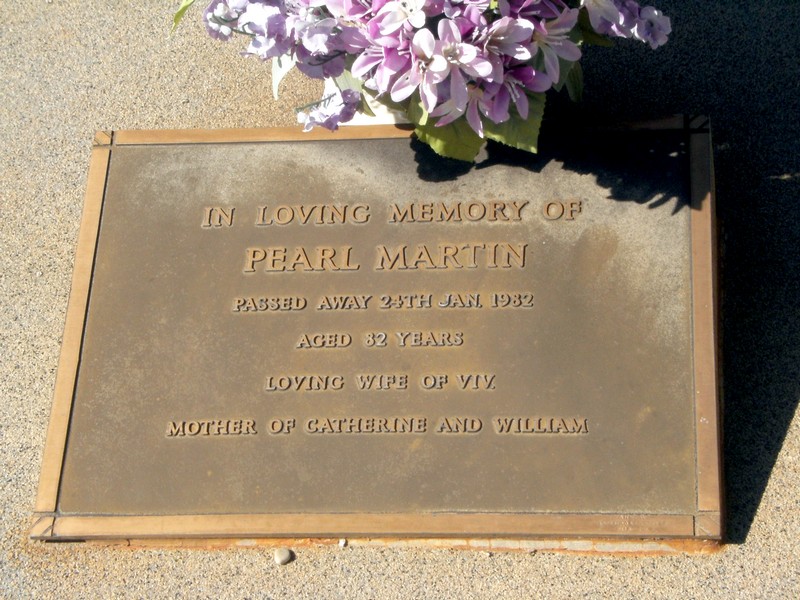 IN LOVING MEMORY OF
PEARL MARTIN
PASSED AWAY 24TH JAN. 1982
AGED 82 YEARS
LOVING WIFE OF VIV.
MOTHER OF CATHERINE AND WILLIAM